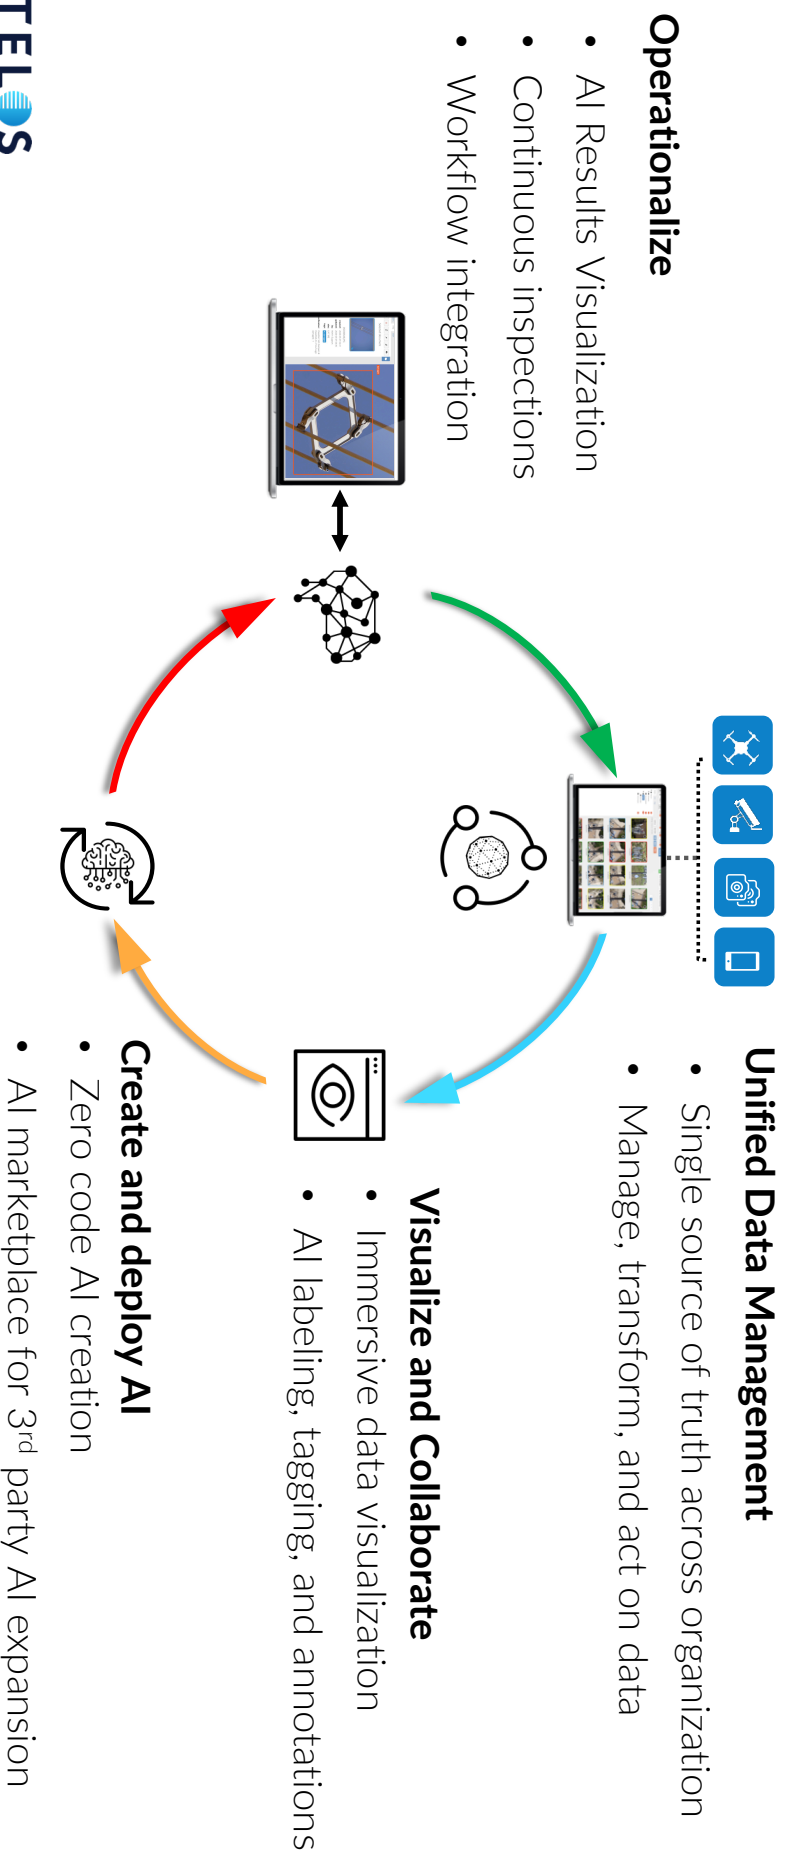 Unified Data Management
• Single source of truth across organization
• Manage, transform, and act on data
Operationalize
• AI Results Visualization
• Continuous inspections
• Workflow integration
Visualize and Collaborate
• Immersive data visualization
• AI labeling, tagging, and annotations
Create and deploy AI
• Zero code AI creation
• AI marketplace for 3rd party AI expansion
TELOS